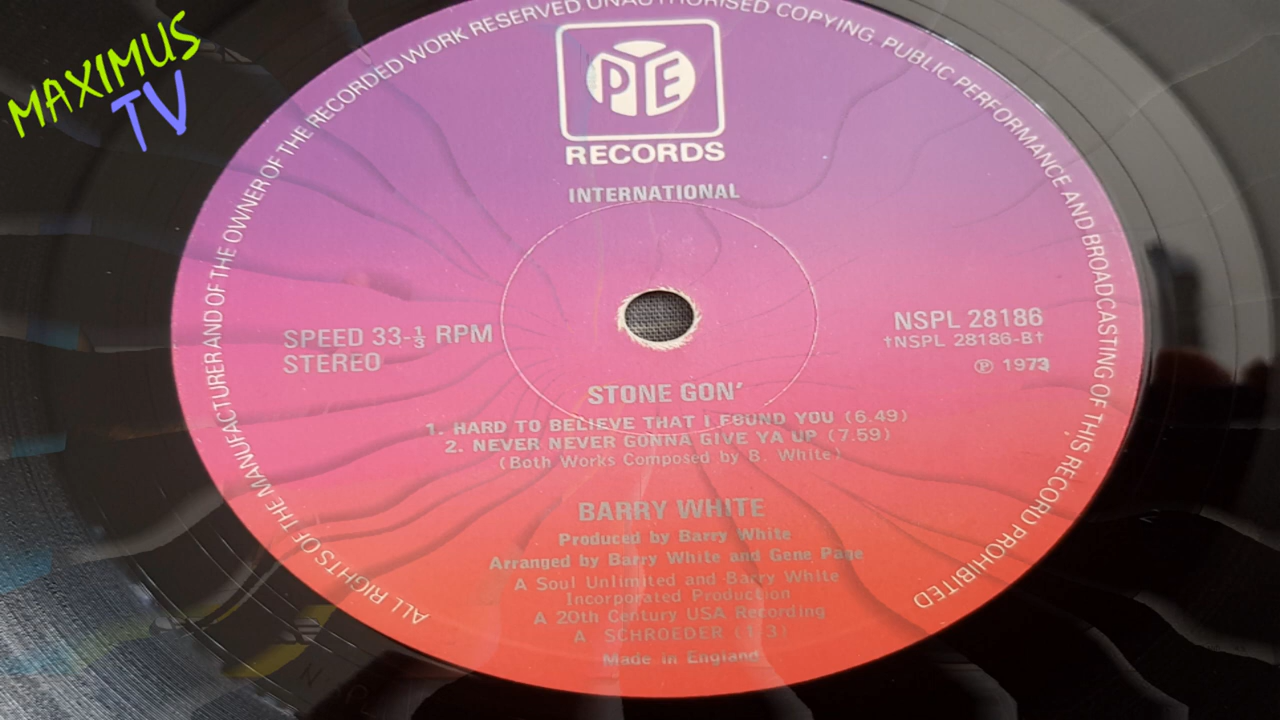 MAXIMUS
TV
ALL RIGHTS OF THE MANUFACTURER AND OF THE OWNER OF THE RECORDED WORK RESERVED UNAUTHORISED COPYING, PUBLIC PERFORMANCE AND BROADCASTING OF THIS RECORD PROHIBITED
PYE
RECORDS
INTERNATIONAL
SPEED 33-⅓ RPM
STEREO
NSPL 28186
†NSPL 28186-B†
℗ 1973
STONE GON'
1. HARD TO BELIEVE THAT I FOUND YOU (6.49)
2. NEVER NEVER GONNA GIVE YA UP (7.59)
(Both Works Composed by B. White)
BARRY WHITE
Produced by Barry White
Arranged by Barry White and Gene Page
A Soul Unlimited and Barry White
Incorporated Production
A 20th Century USA Recording
A. SCHROEDER (1-3)
Made in England